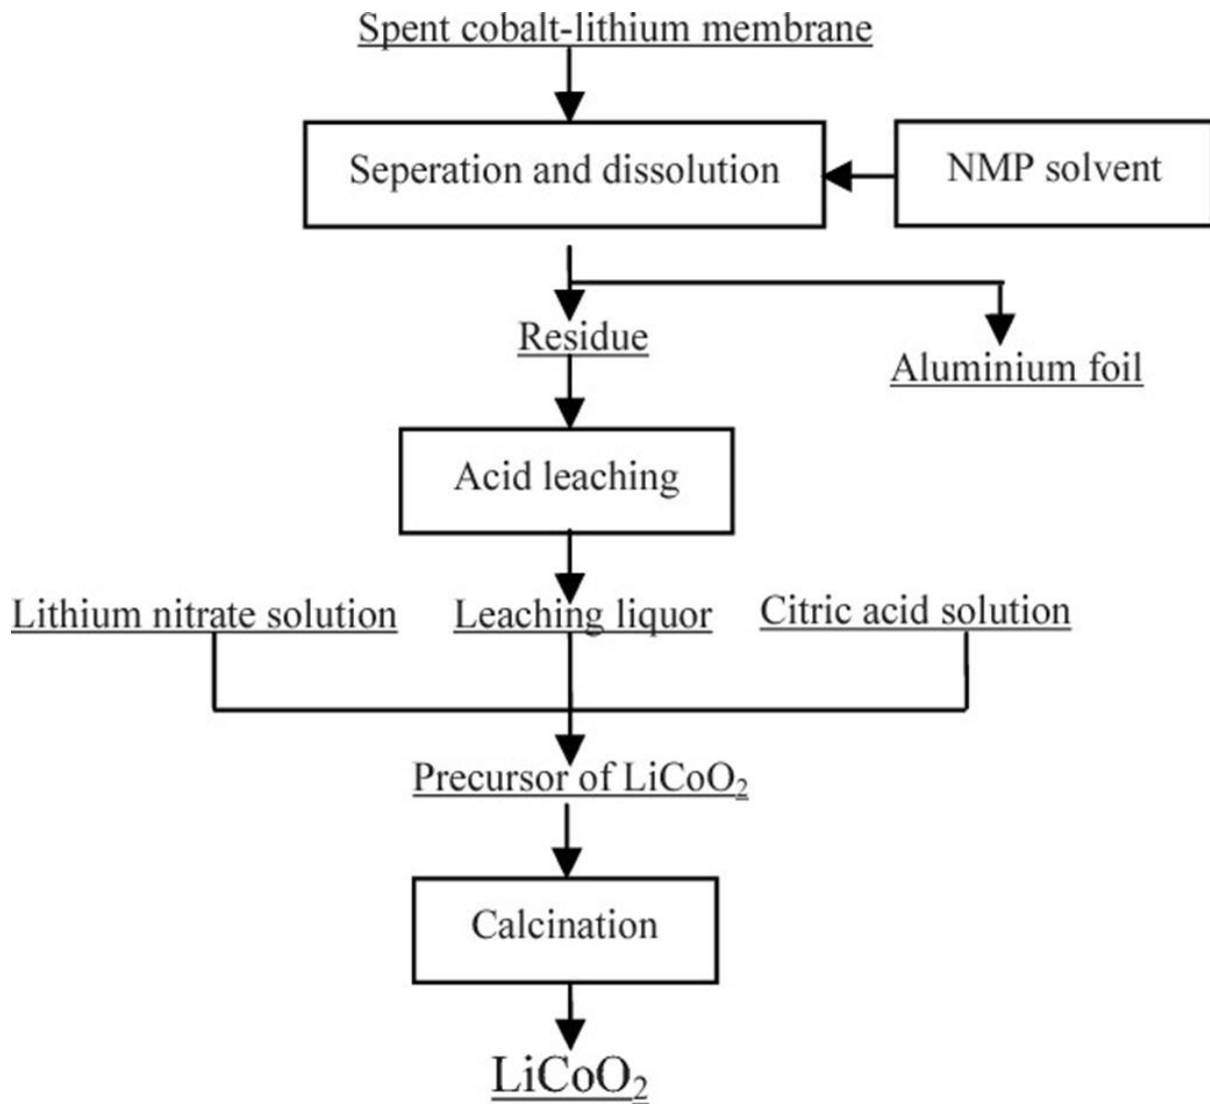 Spent cobalt-lithium membrane
Seperation and dissolution
NMP solvent
Residue
Aluminium foil
Acid leaching
Lithium nitrate solution
Leaching liquor
Citric acid solution
Precursor of LiCoO₂
Calcination
LiCoO₂